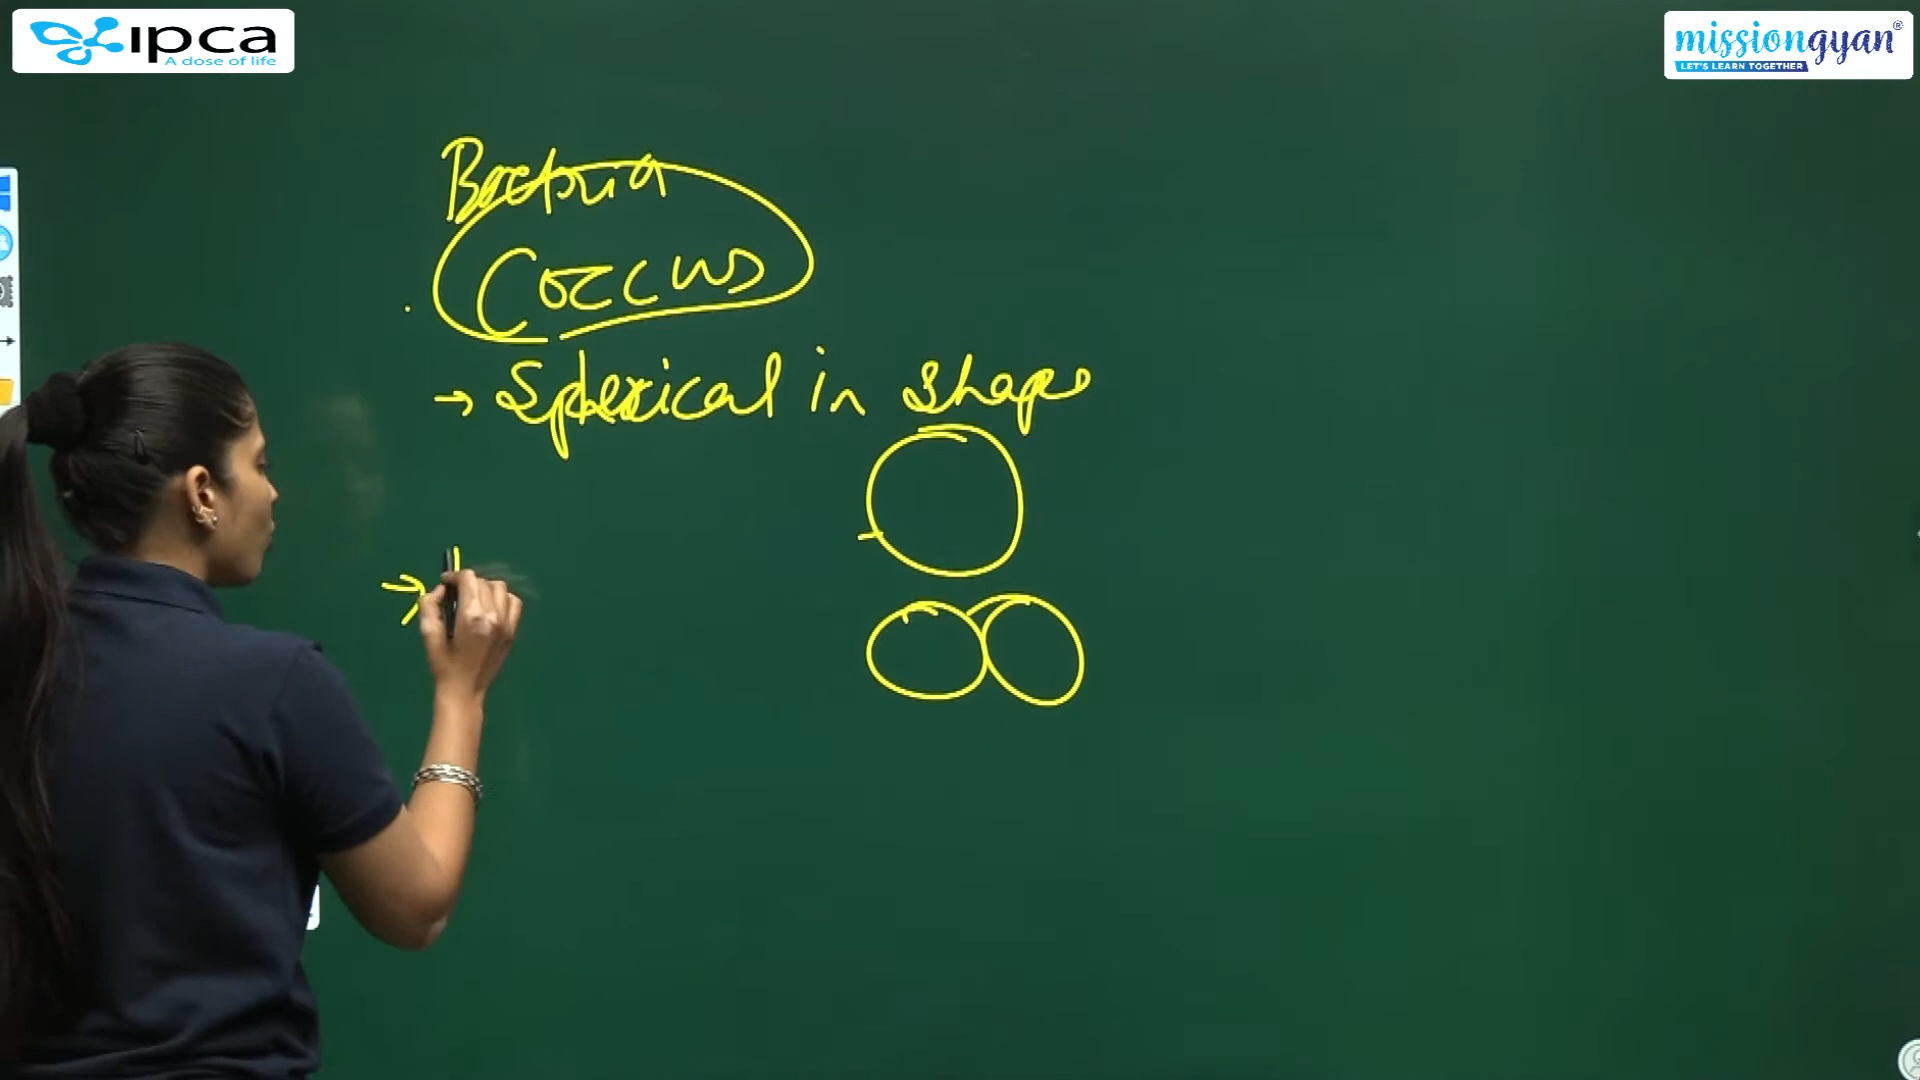 ipca
A dose of life
missiongyan®
LET'S LEARN TOGETHER
Bacteria
Coccus
→ Spherical in shape